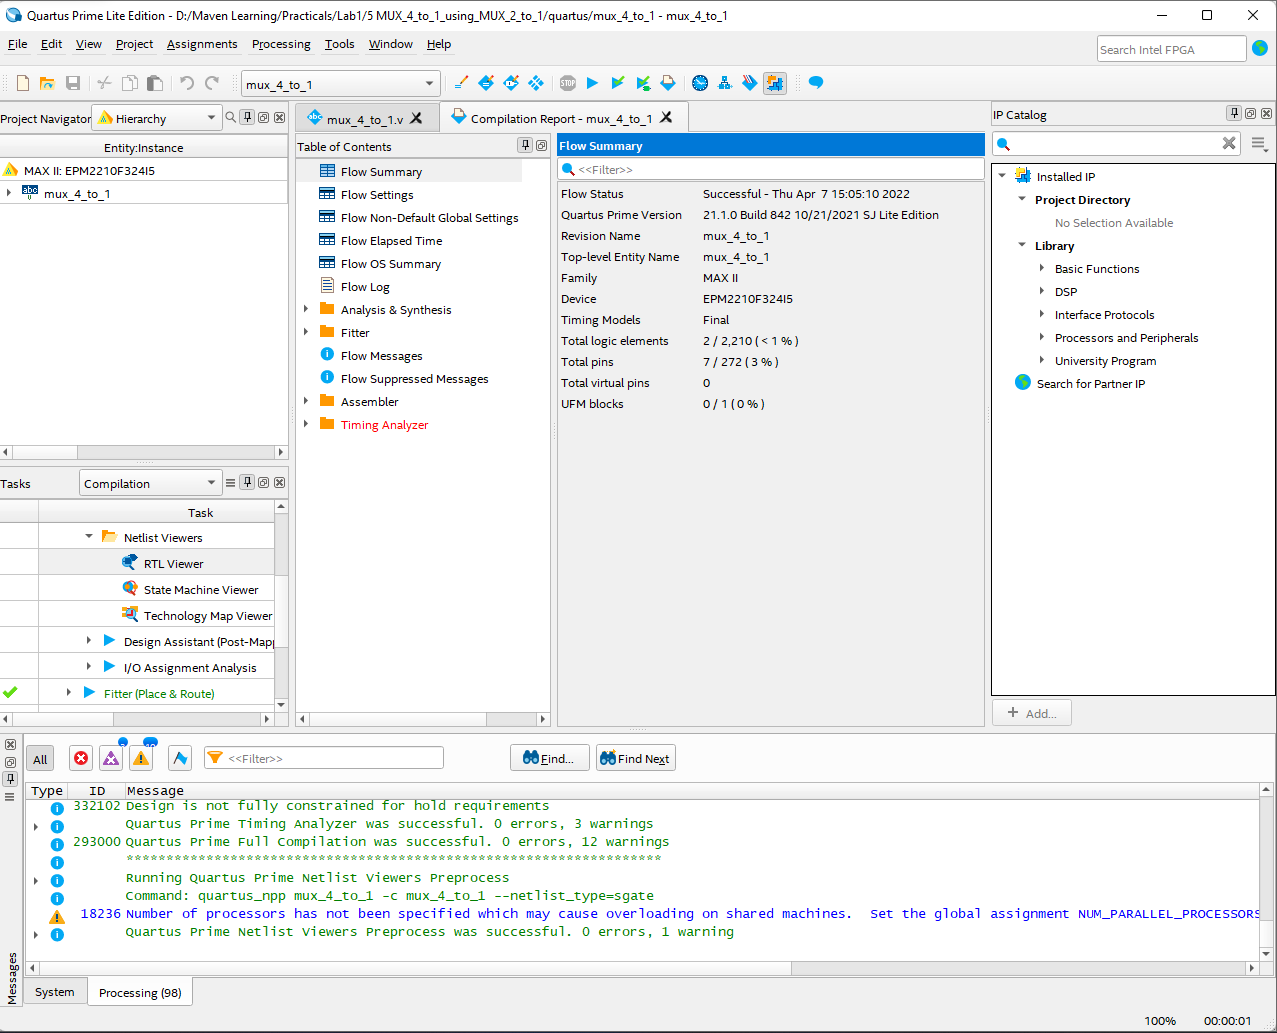 Quartus Prime Lite Edition - D:/Maven Learning/Practicals/Lab1/5 MUX_4_to_1_using_MUX_2_to_1/quartus/mux_4_to_1 - mux_4_to_1
File Edit View Project Assignments Processing Tools Window Help
Search Intel FPGA
mux_4_to_1
STOP
Project Navigator
Hierarchy
Entity:Instance
MAX II: EPM2210F324I5
abc mux_4_to_1
abc mux_4_to_1.v
Compilation Report - mux_4_to_1
Table of Contents
Flow Summary
Flow Settings
Flow Non-Default Global Settings
Flow Elapsed Time
Flow OS Summary
Flow Log
Analysis & Synthesis
Fitter
Flow Messages
Flow Suppressed Messages
Assembler
Timing Analyzer
Flow Summary
<<Filter>>
Flow Status Successful - Thu Apr 7 15:05:10 2022
Quartus Prime Version 21.1.0 Build 842 10/21/2021 SJ Lite Edition
Revision Name mux_4_to_1
Top-level Entity Name mux_4_to_1
Family MAX II
Device EPM2210F324I5
Timing Models Final
Total logic elements 2 / 2,210 ( < 1 % )
Total pins 7 / 272 ( 3 % )
Total virtual pins 0
UFM blocks 0 / 1 ( 0 % )
IP Catalog
Installed IP
Project Directory
No Selection Available
Library
Basic Functions
DSP
Interface Protocols
Processors and Peripherals
University Program
Search for Partner IP
+ Add...
Tasks
Compilation
Task
Netlist Viewers
RTL Viewer
State Machine Viewer
Technology Map Viewer
Design Assistant (Post-Mapp
I/O Assignment Analysis
Fitter (Place & Route)
All
<<Filter>>
Find...
Find Next
Type ID Message
332102 Design is not fully constrained for hold requirements
Quartus Prime Timing Analyzer was successful. 0 errors, 3 warnings
293000 Quartus Prime Full Compilation was successful. 0 errors, 12 warnings
*******************************************************************
Running Quartus Prime Netlist Viewers Preprocess
Command: quartus_npp mux_4_to_1 -c mux_4_to_1 --netlist_type=sgate
18236 Number of processors has not been specified which may cause overloading on shared machines. Set the global assignment NUM_PARALLEL_PROCESSORS
Quartus Prime Netlist Viewers Preprocess was successful. 0 errors, 1 warning
Messages
System
Processing (98)
100% 00:00:01